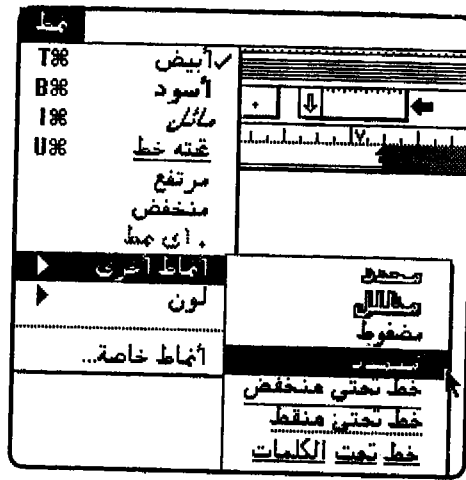 نمط
✓أبيض ⌘T
أسود ⌘B
مائل ⌘I
تحته خط ⌘U
مرتفع
منخفض
أي نمط
أنماط أخرى
لون
أنماط خاصة...
مظلل
مضغوط
خط تحتي منخفض
خط تحتي منقط
خط تحت الكلمات